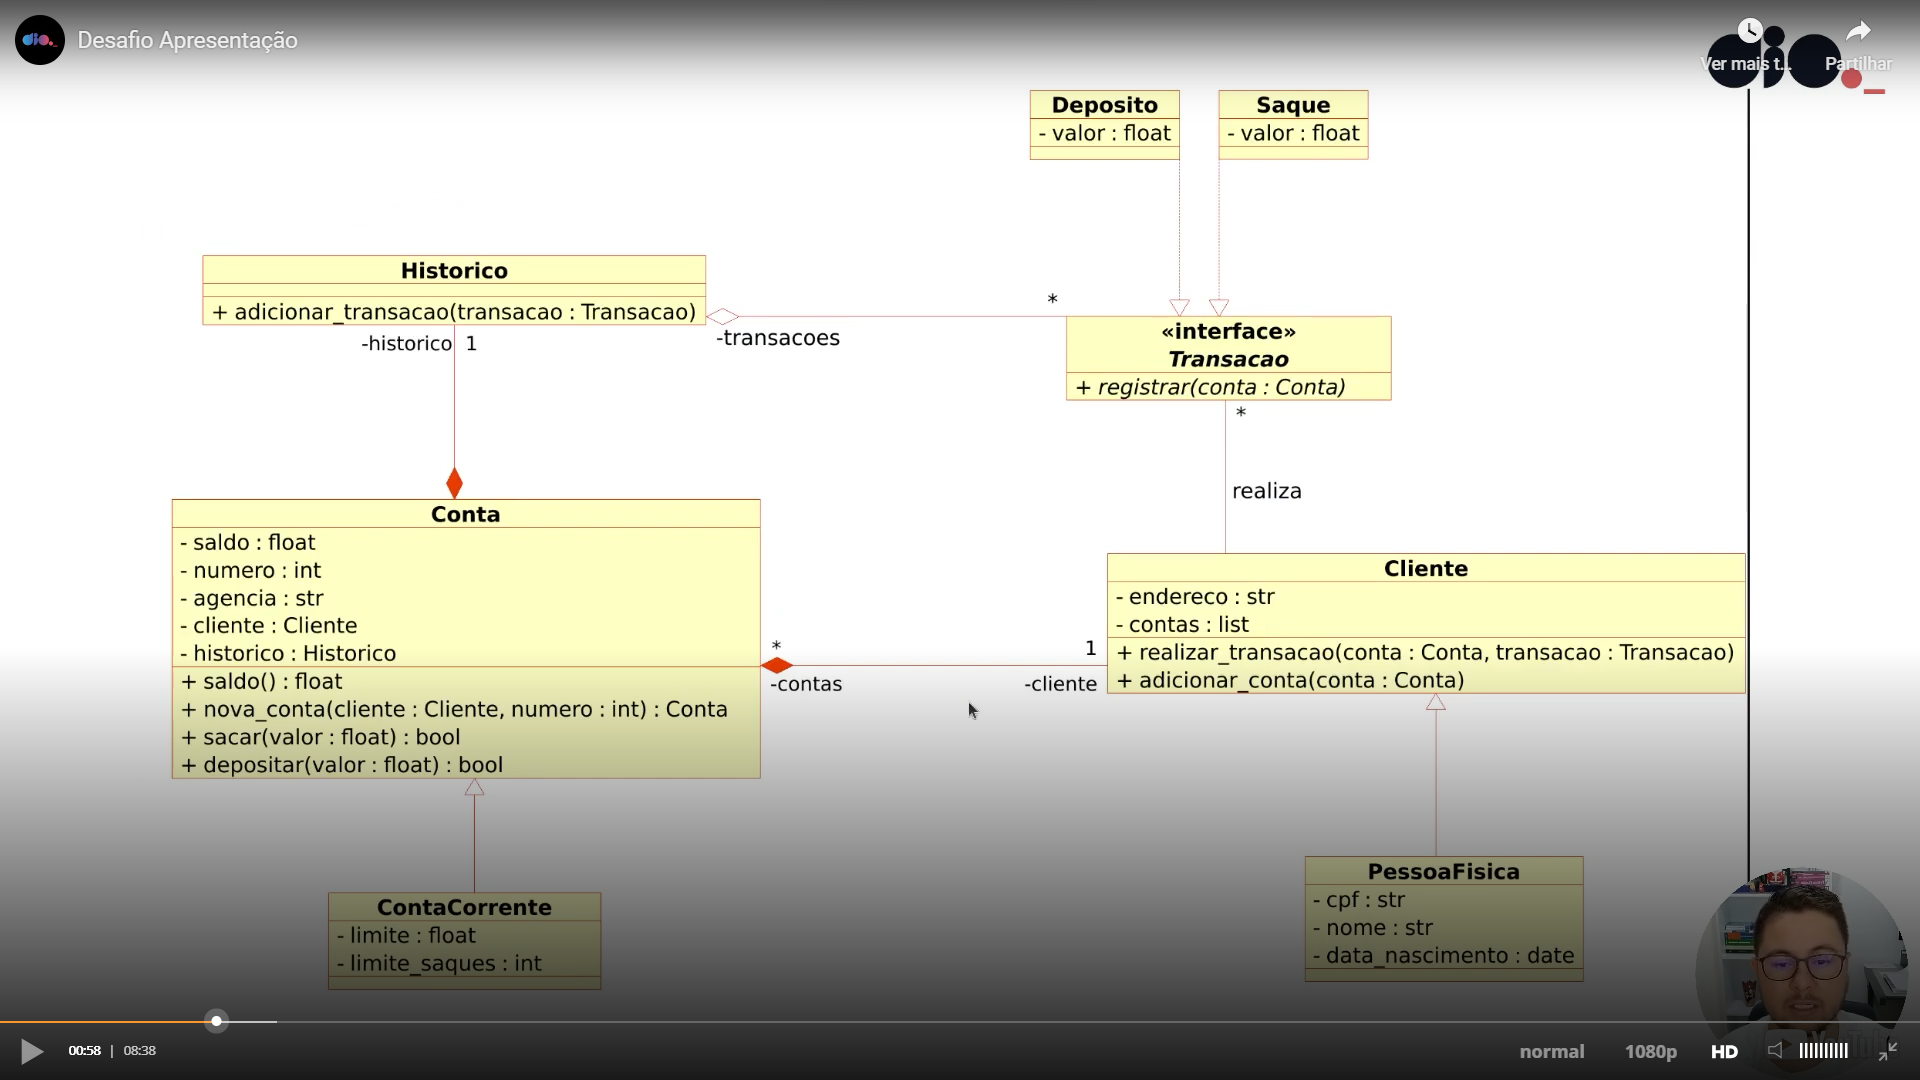 dio.
Desafio Apresentação
Ver mais t...
Partilhar
dio._
Deposito
- valor : float
Saque
- valor : float
Historico
+ adicionar_transacao(transacao : Transacao)
-historico 1
-transacoes
*
«interface»
Transacao
+ registrar(conta : Conta)
*
realiza
Conta
- saldo : float
- numero : int
- agencia : str
- cliente : Cliente
- historico : Historico
+ saldo() : float
+ nova_conta(cliente : Cliente, numero : int) : Conta
+ sacar(valor : float) : bool
+ depositar(valor : float) : bool
*
-contas
1
-cliente
Cliente
- endereco : str
- contas : list
+ realizar_transacao(conta : Conta, transacao : Transacao)
+ adicionar_conta(conta : Conta)
ContaCorrente
- limite : float
- limite_saques : int
PessoaFisica
- cpf : str
- nome : str
- data_nascimento : date
00:58 | 08:38
normal
1080p
HD